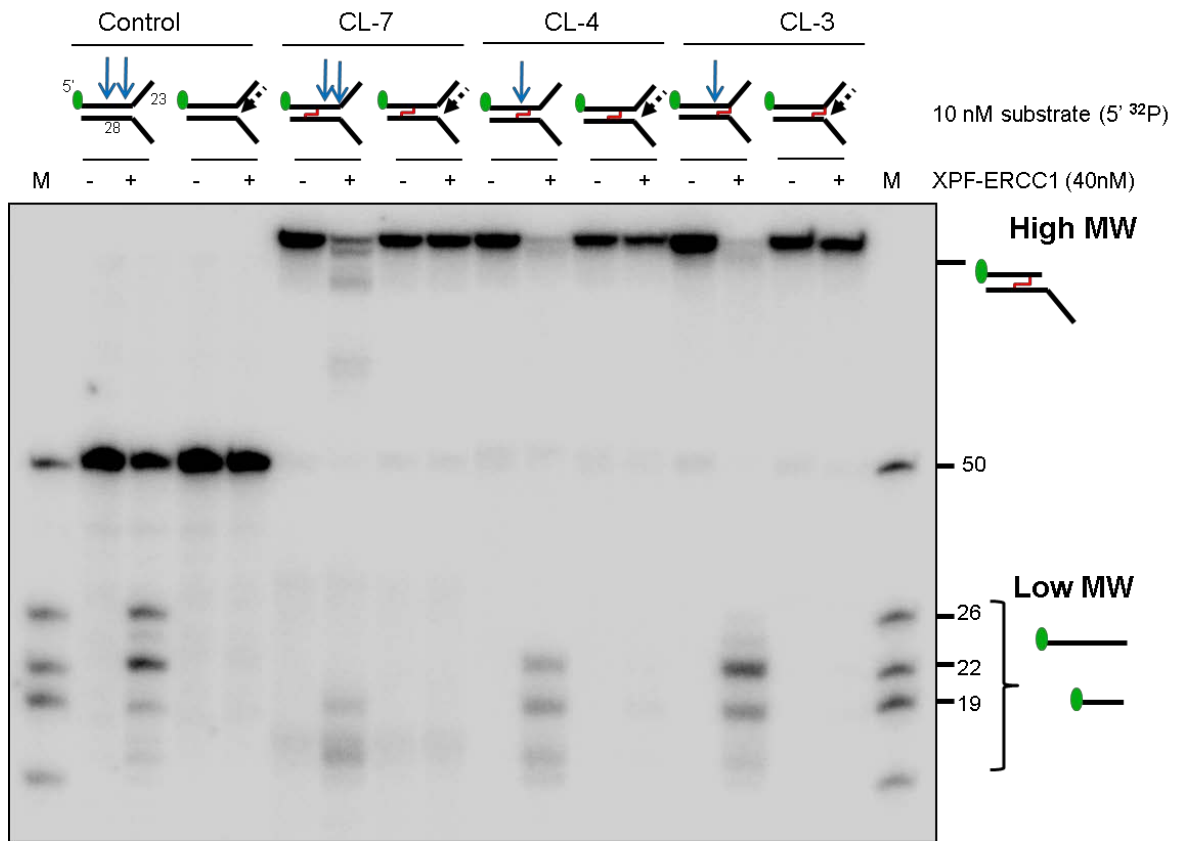 Control CL-7 CL-4 CL-3
5' 23
28
10 nM substrate (5' ³²P)
M - + - + - + - + - + - + - + - + M XPF-ERCC1 (40nM)
High MW
50
Low MW
26
22
19